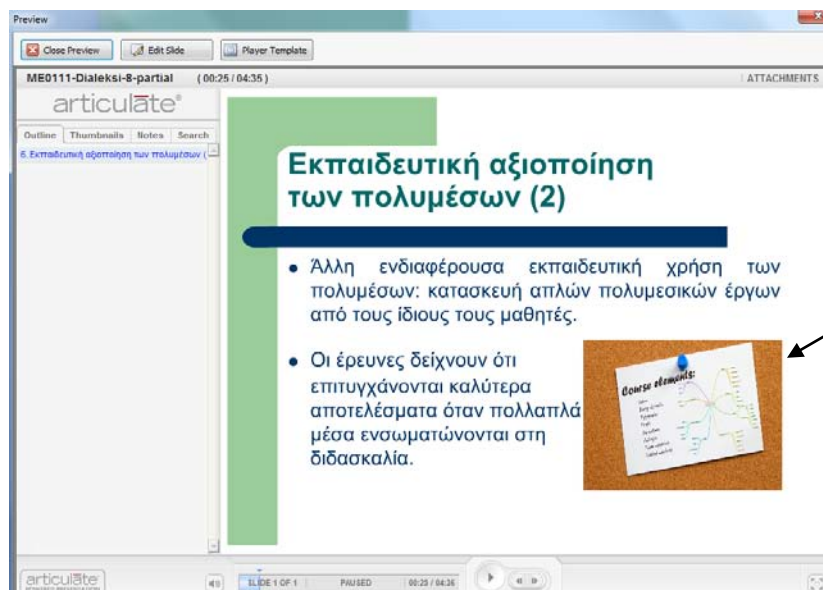 Preview
Close Preview Edit Slide Player Template
ME0111-Dialeksi-8-partial (00:25 / 04:35) ATTACHMENTS
articulate®
Outline Thumbnails Notes Search
6. Εκπαιδευτική αξιοποίηση των πολυμέσων (
Εκπαιδευτική αξιοποίηση
των πολυμέσων (2)
Άλλη ενδιαφέρουσα εκπαιδευτική χρήση των
πολυμέσων: κατασκευή απλών πολυμεσικών έργων
από τους ίδιους τους μαθητές.
Οι έρευνες δείχνουν ότι
επιτυγχάνονται καλύτερα
αποτελέσματα όταν πολλαπλά
μέσα ενσωματώνονται στη
διδασκαλία.
Course elements:
articulate
SLIDE 1 OF 1 PAUSED 00:25 / 04:36